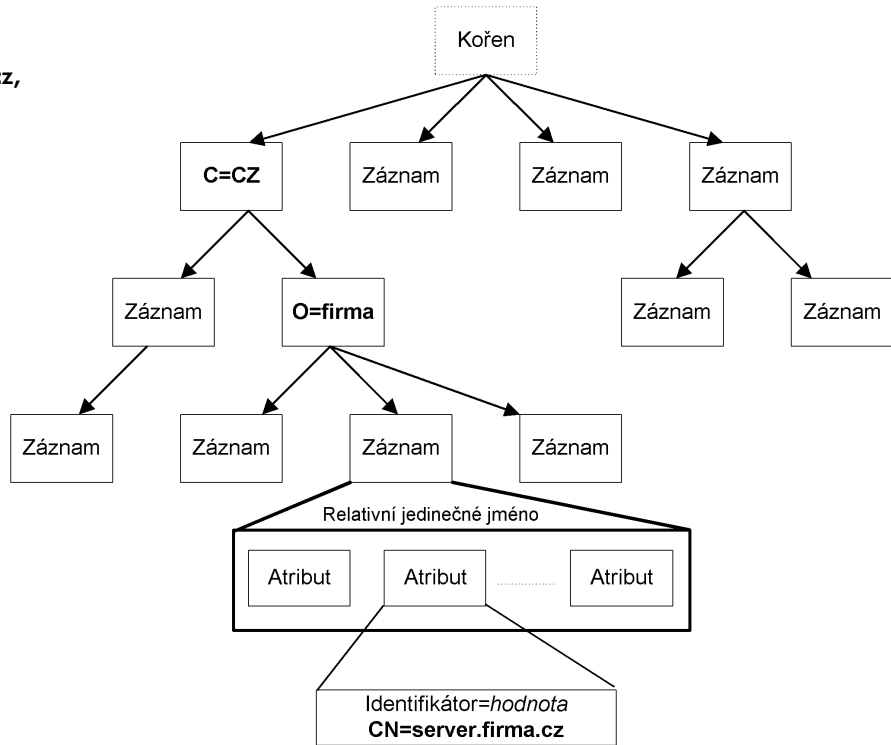 Kořen
C=CZ
Záznam
Záznam
Záznam
Záznam
O=firma
Záznam
Záznam
Záznam
Záznam
Záznam
Záznam
Relativní jedinečné jméno
Atribut
Atribut
............
Atribut
Identifikátor=hodnota
CN=server.firma.cz